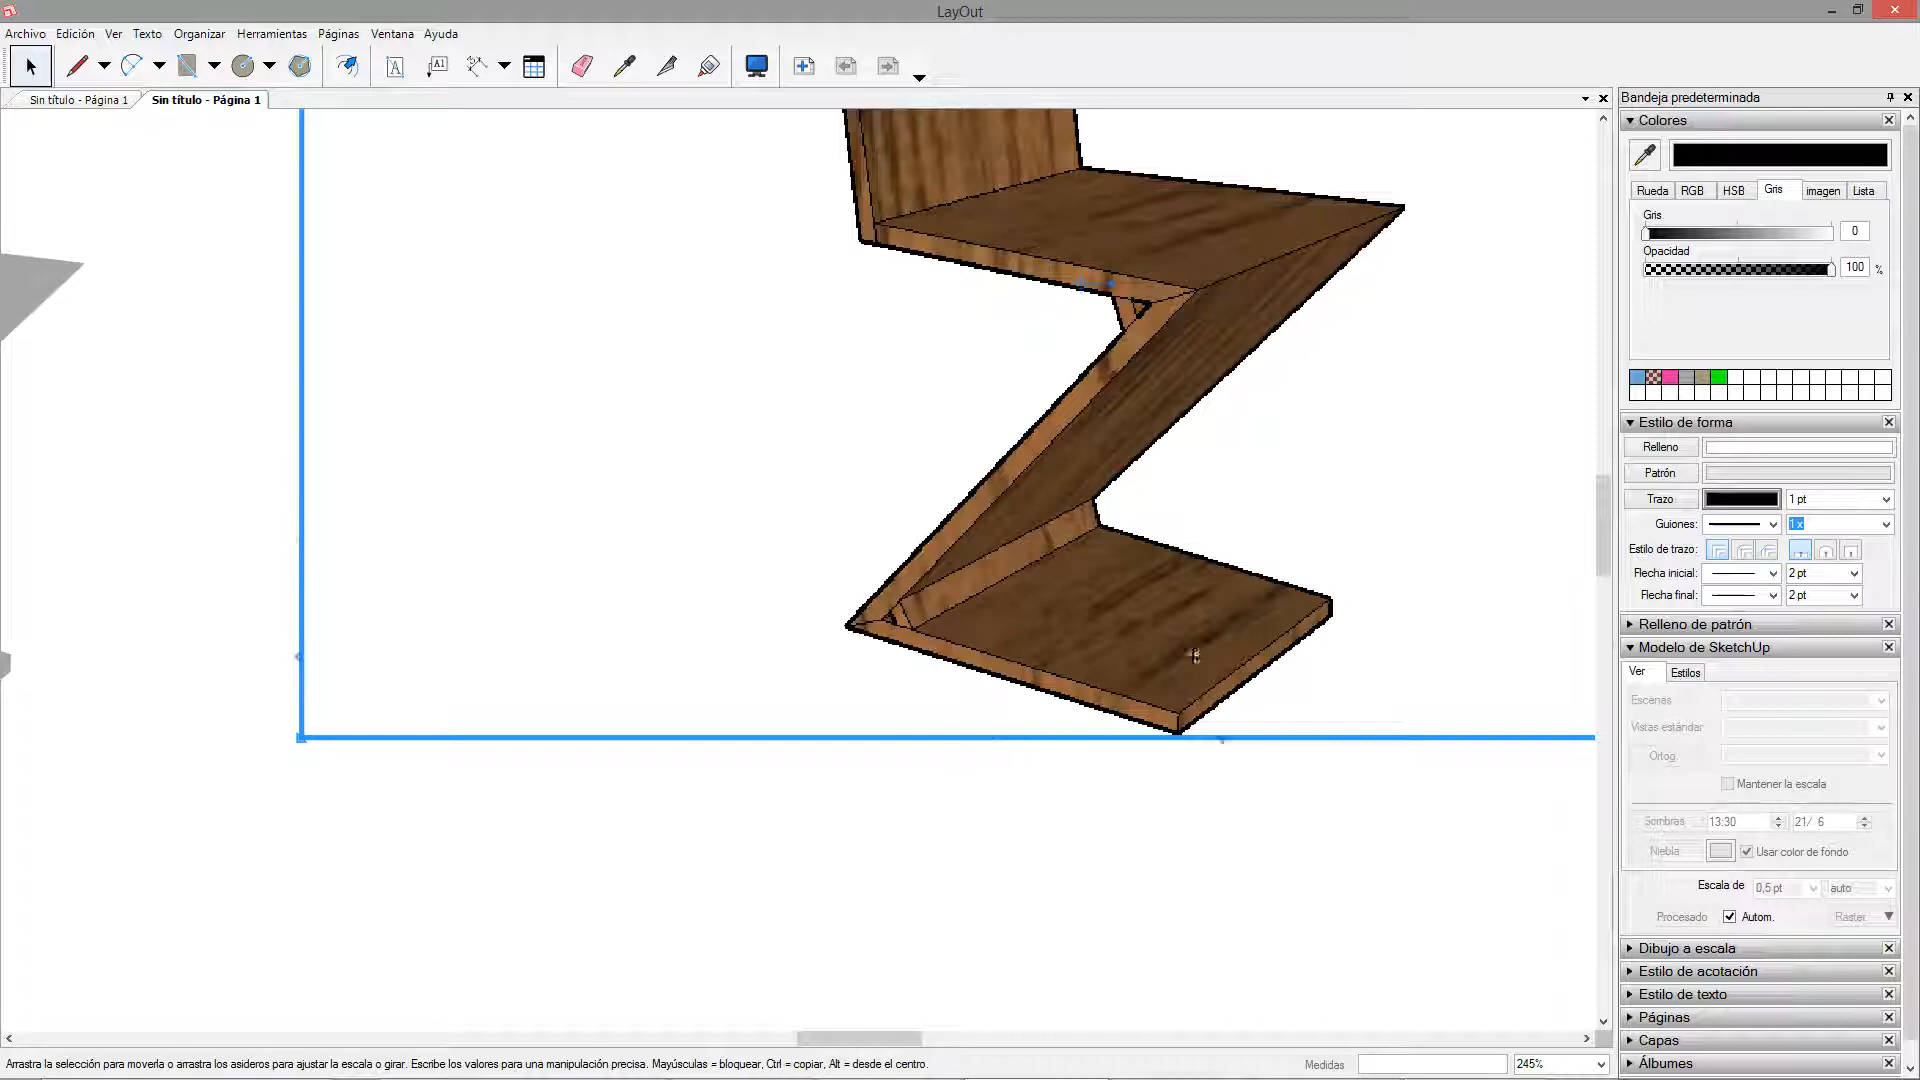 LayOut
Archivo Edición Ver Texto Organizar Herramientas Páginas Ventana Ayuda
Sin título - Página 1 Sin título - Página 1
Bandeja predeterminada
Colores
Rueda RGB HSB Gris imagen Lista
Gris
0
Opacidad
100 %
Estilo de forma
Relleno
Patrón
Trazo 1 pt
Guiones: 1x
Estilo de trazo:
Flecha inicial: 2 pt
Flecha final: 2 pt
Relleno de patrón
Modelo de SketchUp
Ver Estilos
Escenas
Vistas estándar
Ortog.
Mantener la escala
Sombras 13:30 21/ 6
Niebla Usar color de fondo
Escala de 0,5 pt auto
Procesado Autom. Raster
Dibujo a escala
Estilo de acotación
Estilo de texto
Páginas
Capas
Álbumes
Arrastra la selección para moverla o arrastra los asideros para ajustar la escala o girar. Escribe los valores para una manipulación precisa. Mayúsculas = bloquear, Ctrl = copiar, Alt = desde el centro.
Medidas 245%